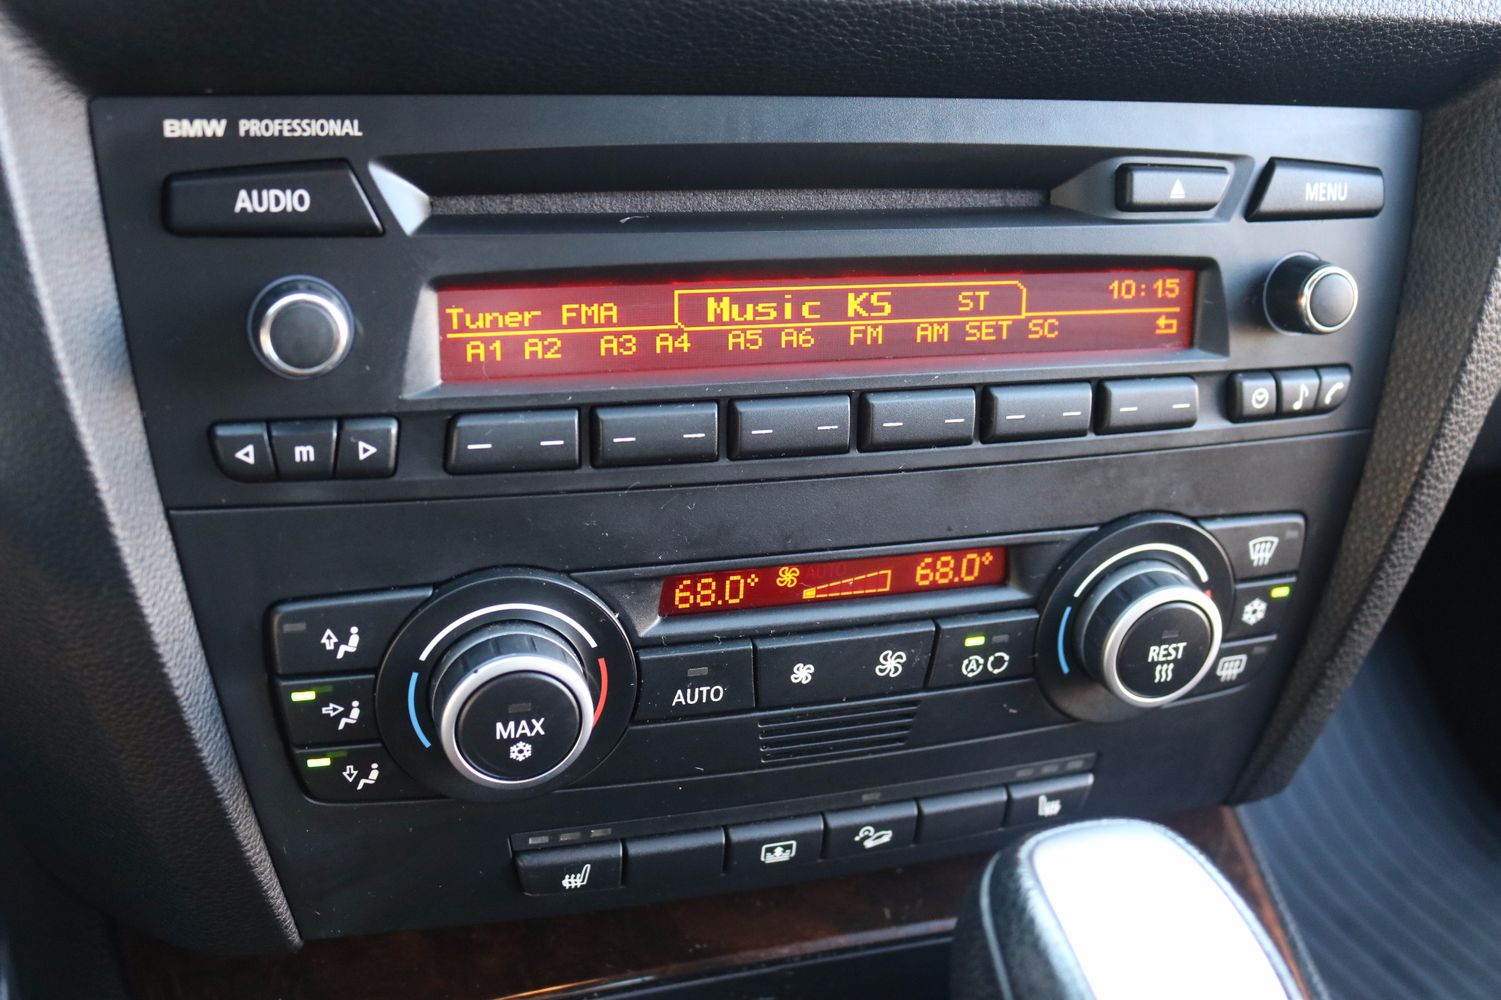 BMW PROFESSIONAL
AUDIO
MENU
Tuner FMA Music KS ST 10:15
A1 A2 A3 A4 A5 A6 FM AM SET SC
m
68.0° AUTO 68.0°
MAX
AUTO
A
REST